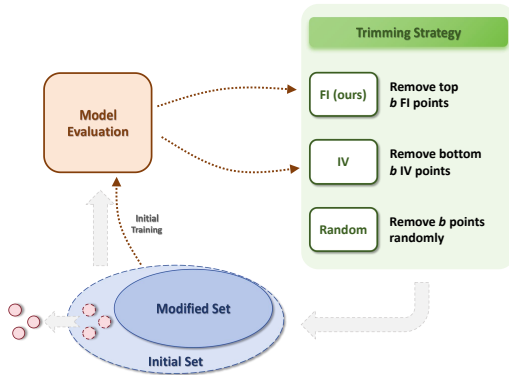 Trimming Strategy
FI (ours)
Remove top
b FI points
Model
Evaluation
IV
Remove bottom
b IV points
Initial
Training
Random
Remove b points
randomly
Modified Set
Initial Set